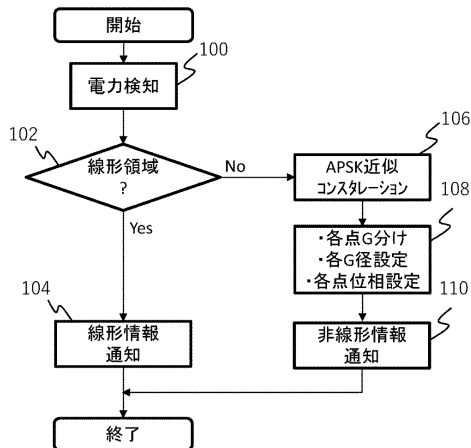 開始
100
電力検知
102
線形領域
?
No
Yes
106
APSK近似
コンスタレーション
108
・各点G分け
・各G径設定
・各点位相設定
104
線形情報
通知
110
非線形情報
通知
終了